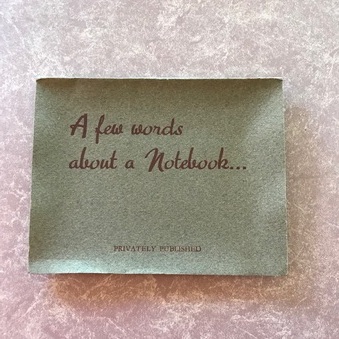 A few words
about a Notebook...
PRIVATELY PUBLISHED